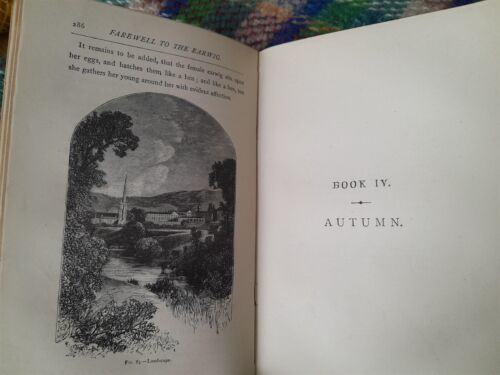 286
FAREWELL TO THE EARWIG.
It remains to be added, that the female earwig sits upon
her eggs, and hatches them like a hen; and like a hen, too
she gathers her young around her with evident affection.
Landscape.
BOOK IV.
AUTUMN.